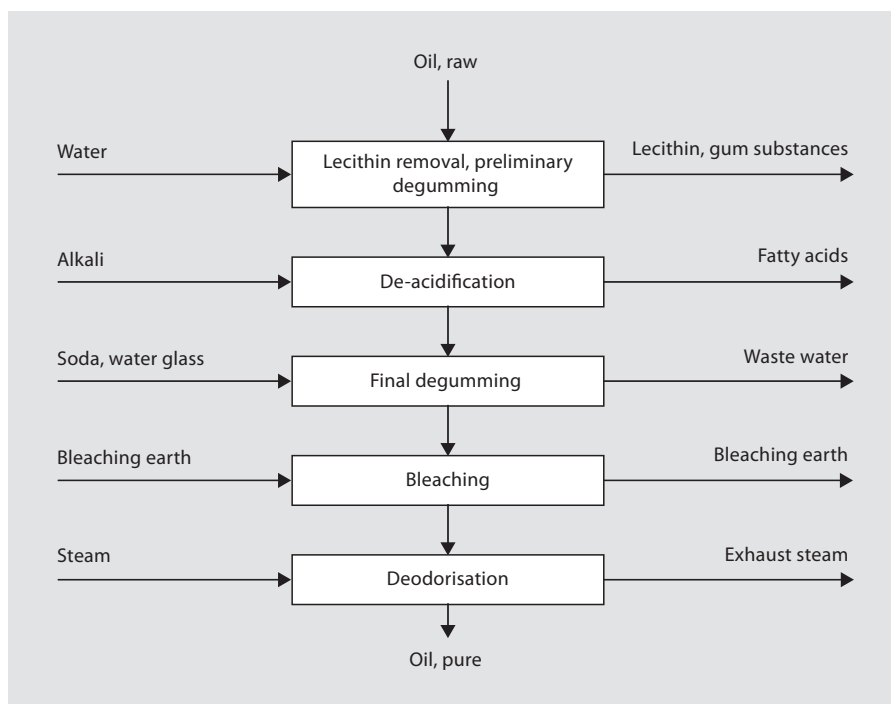 Oil, raw
Water
Lecithin removal, preliminary
degumming
Lecithin, gum substances
Alkali
De-acidification
Fatty acids
Soda, water glass
Final degumming
Waste water
Bleaching earth
Bleaching
Bleaching earth
Steam
Deodorisation
Exhaust steam
Oil, pure